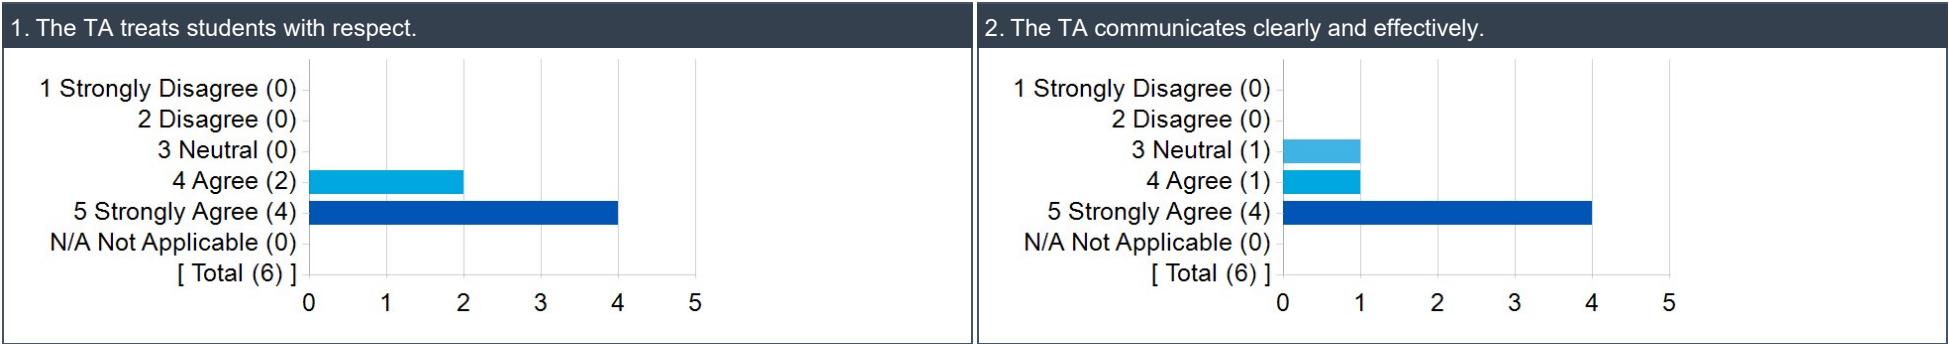 1. The TA treats students with respect.
1 Strongly Disagree (0)
2 Disagree (0)
3 Neutral (0)
4 Agree (2)
5 Strongly Agree (4)
N/A Not Applicable (0)
[ Total (6) ]
0 1 2 3 4 5
2. The TA communicates clearly and effectively.
1 Strongly Disagree (0)
2 Disagree (0)
3 Neutral (1)
4 Agree (1)
5 Strongly Agree (4)
N/A Not Applicable (0)
[ Total (6) ]
0 1 2 3 4 5